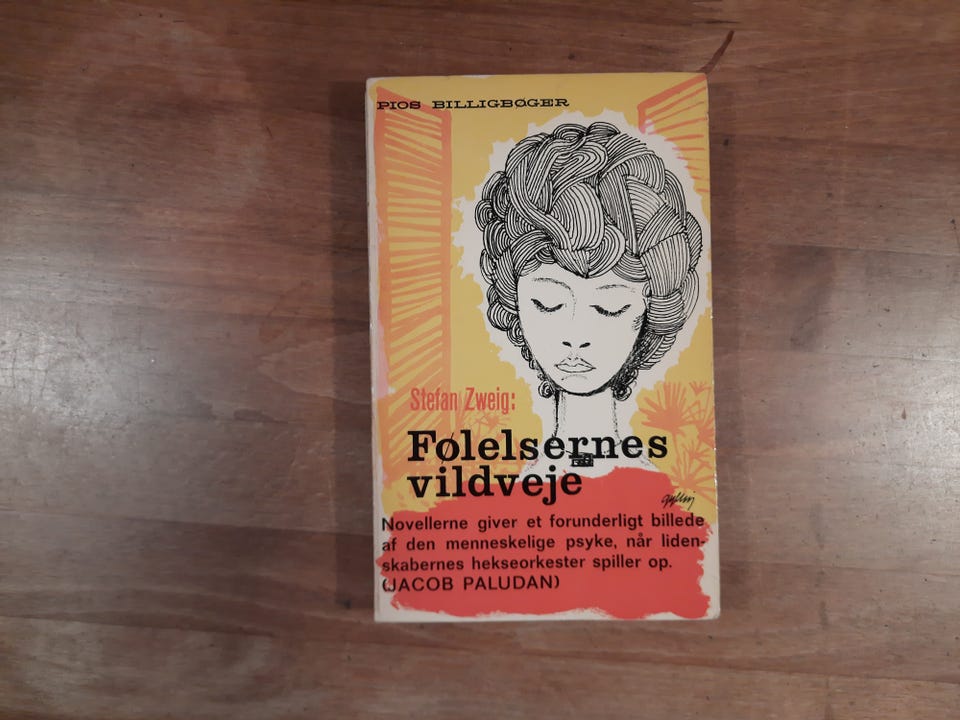 PIOS BILLIGBØGER
Stefan Zweig:
Følelsernes
vildveje
Novellerne giver et forunderligt billede
af den menneskelige psyke, når liden-
skabernes hekseorkester spiller op.
(JACOB PALUDAN)